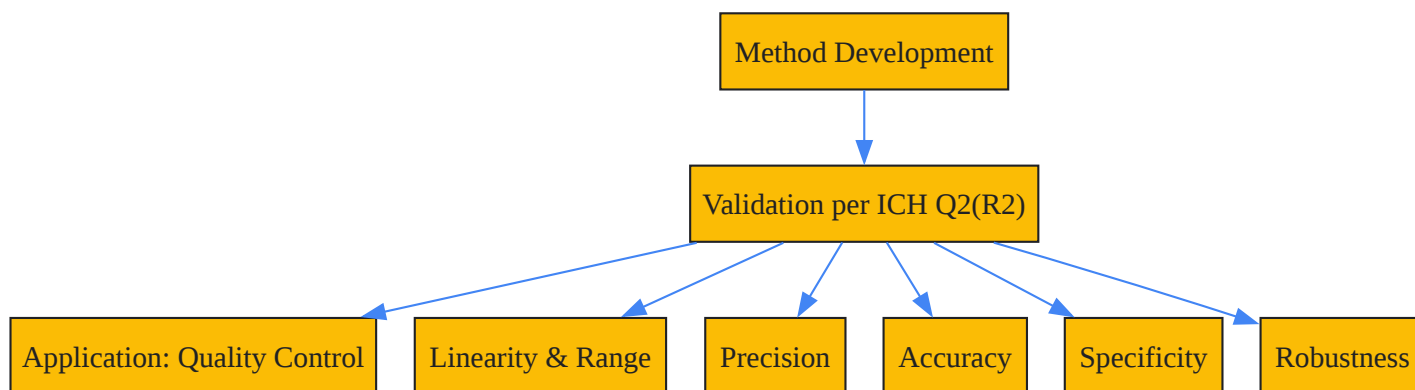 Method Development
Validation per ICH Q2(R2)
Application: Quality Control
Linearity & Range
Precision
Accuracy
Specificity
Robustness